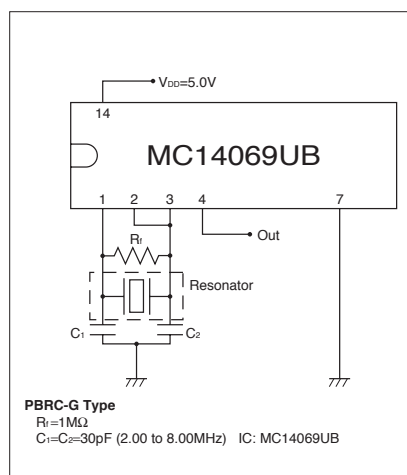 VDD=5.0V
14
MC14069UB
1 2 3 4 7
Rf
Out
Resonator
C1 C2
PBRC-G Type
Rf=1MΩ
C1=C2=30pF (2.00 to 8.00MHz) IC: MC14069UB